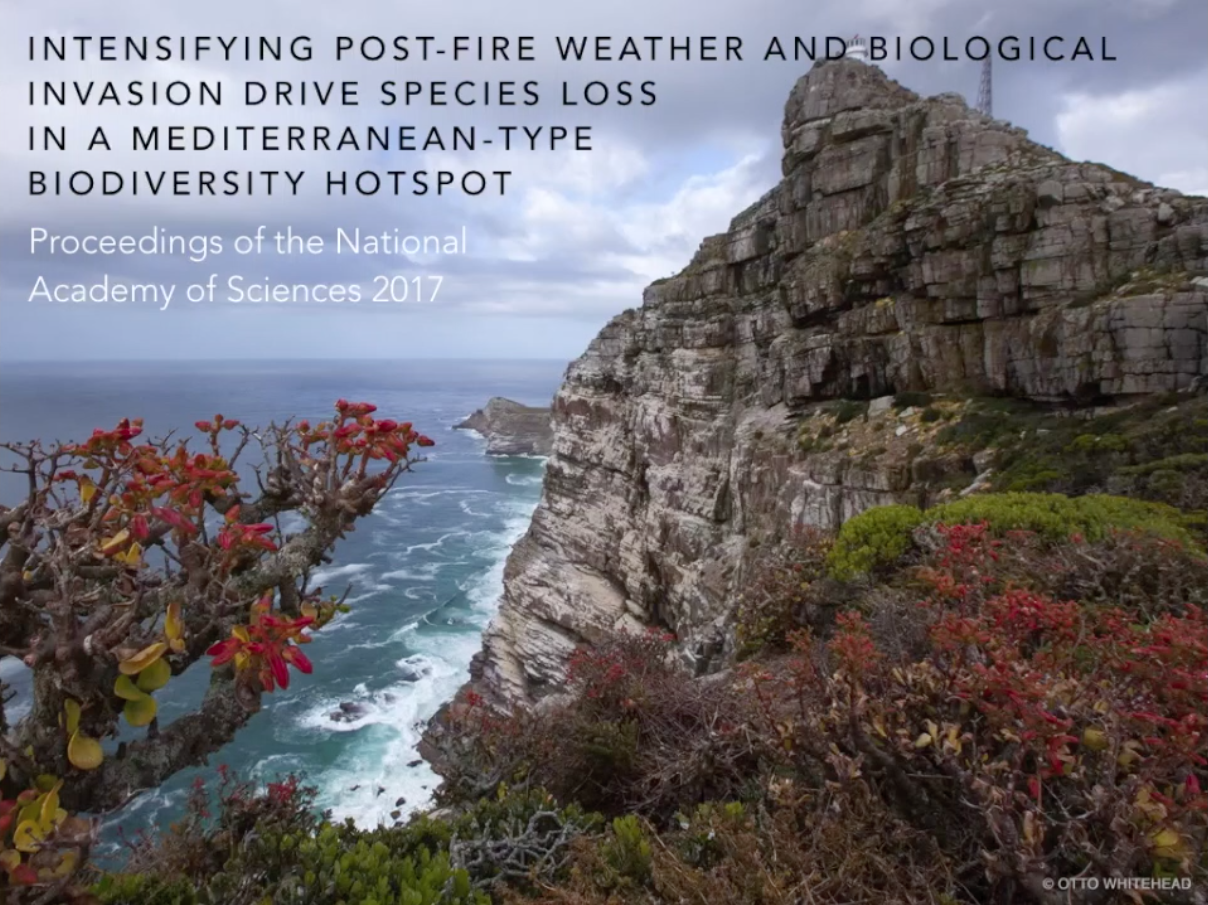 INTENSIFYING POST-FIRE WEATHER AND BIOLOGICAL
INVASION DRIVE SPECIES LOSS
IN A MEDITERRANEAN-TYPE
BIODIVERSITY HOTSPOT
Proceedings of the National
Academy of Sciences 2017
© OTTO WHITEHEAD